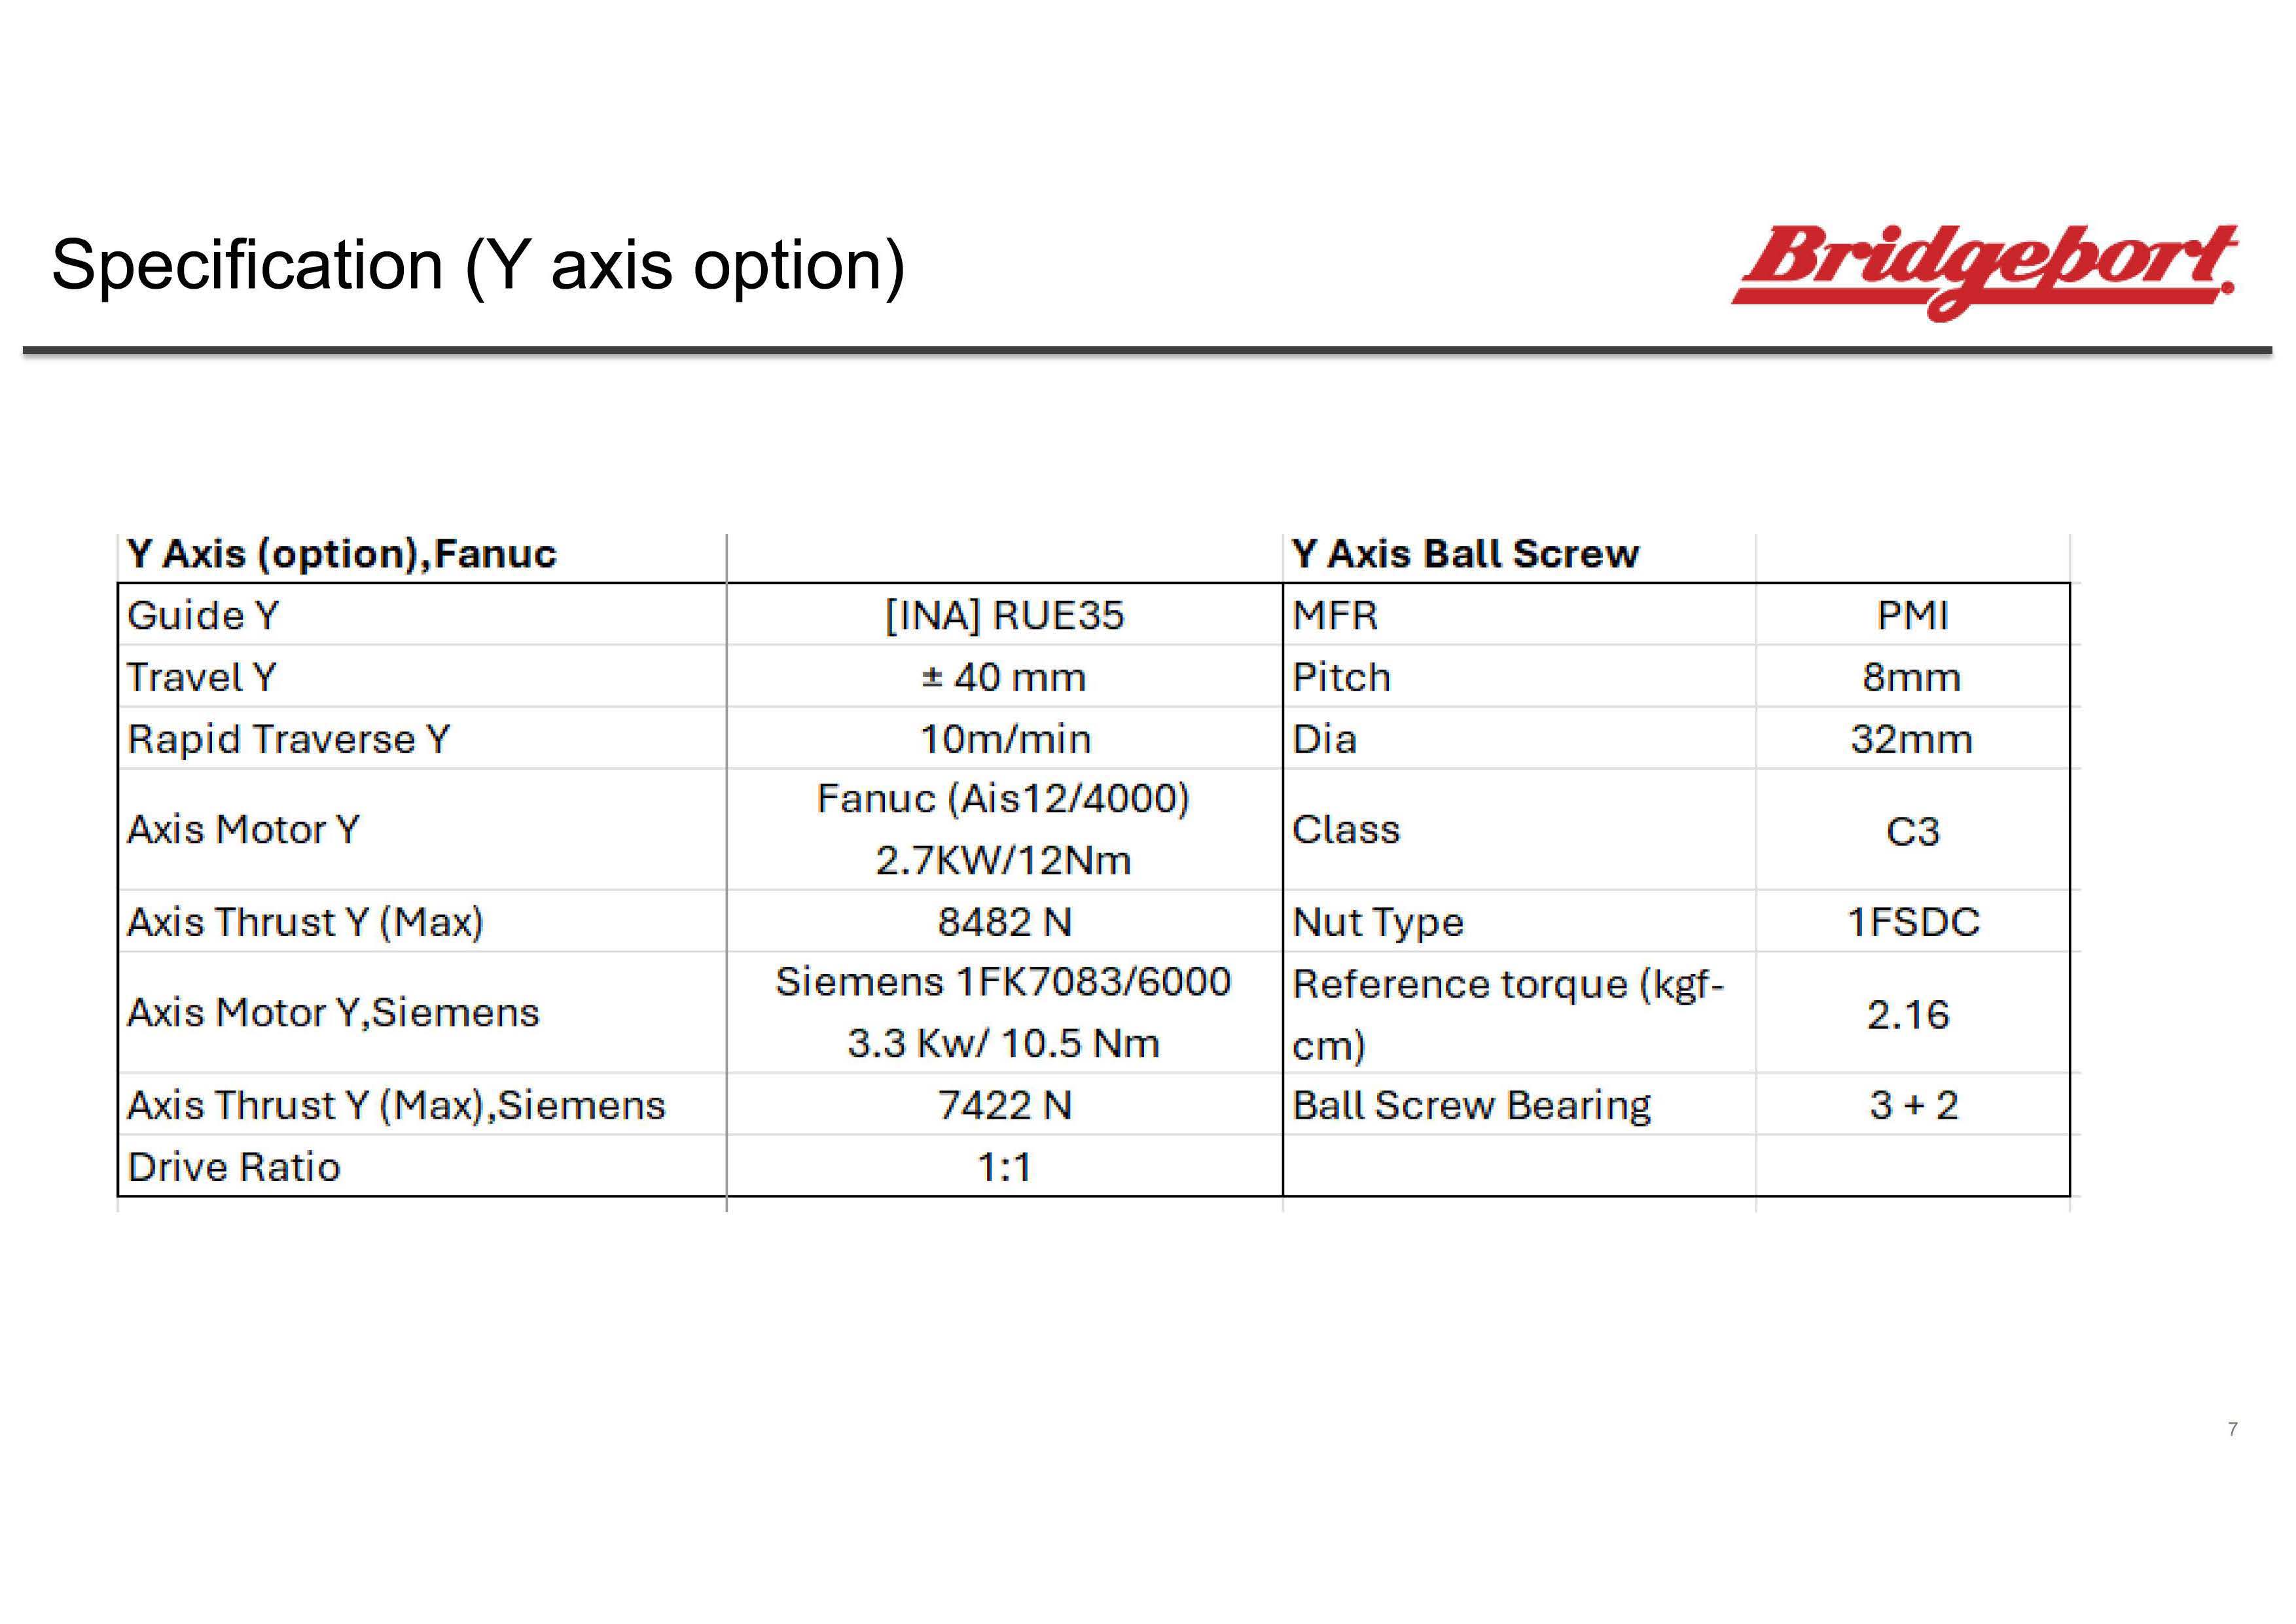 Specification (Y axis option)
Bridgeport.
Y Axis (option),Fanuc
Y Axis Ball Screw
Guide Y
[INA] RUE35
MFR
PMI
Travel Y
± 40 mm
Pitch
8mm
Rapid Traverse Y
10m/min
Dia
32mm
Axis Motor Y
Fanuc (Ais12/4000)
2.7KW/12Nm
Class
C3
Axis Thrust Y (Max)
8482 N
Nut Type
1FSDC
Axis Motor Y,Siemens
Siemens 1FK7083/6000
3.3 Kw/ 10.5 Nm
Reference torque (kgf-
cm)
2.16
Axis Thrust Y (Max),Siemens
7422 N
Ball Screw Bearing
3 + 2
Drive Ratio
1:1
7